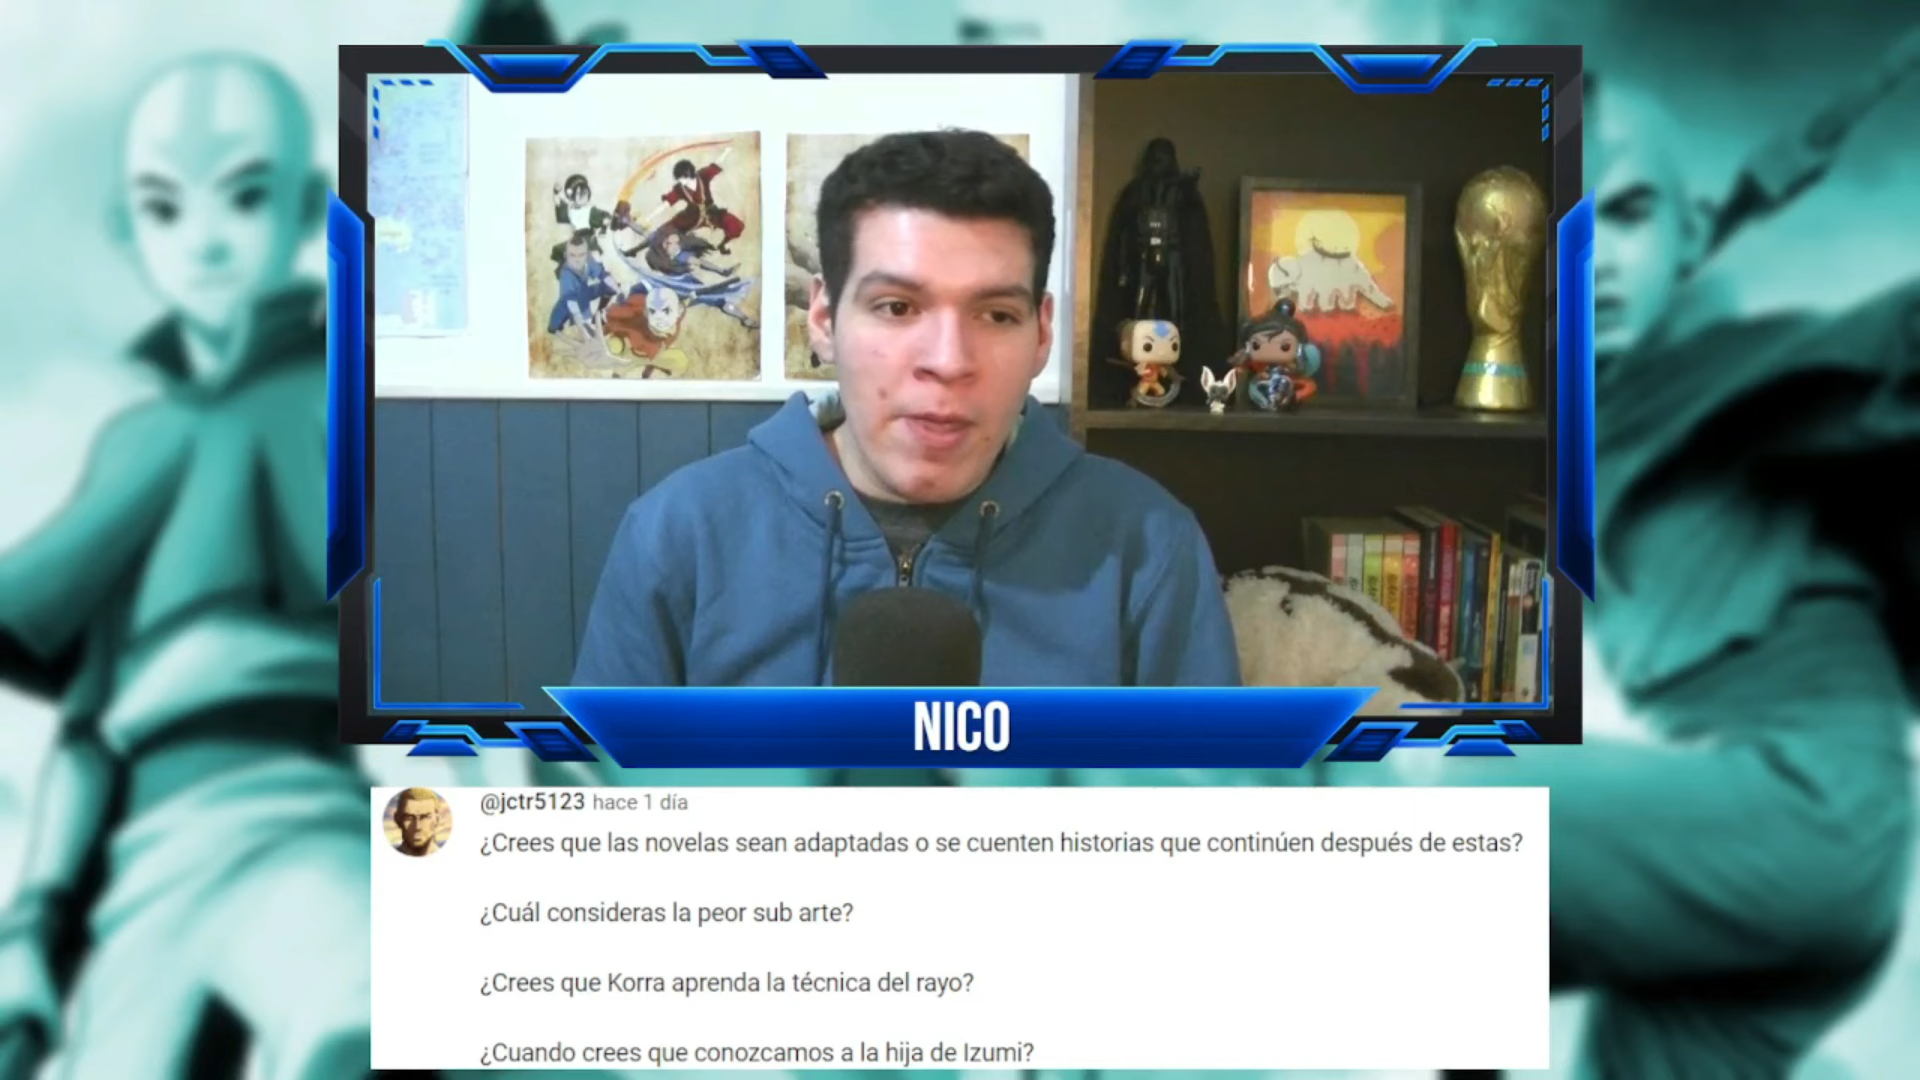 NICO
@jctr5123 hace 1 día
¿Crees que las novelas sean adaptadas o se cuenten historias que continúen después de estas?
¿Cuál consideras la peor sub arte?
¿Crees que Korra aprenda la técnica del rayo?
¿Cuando crees que conozcamos a la hija de Izumi?